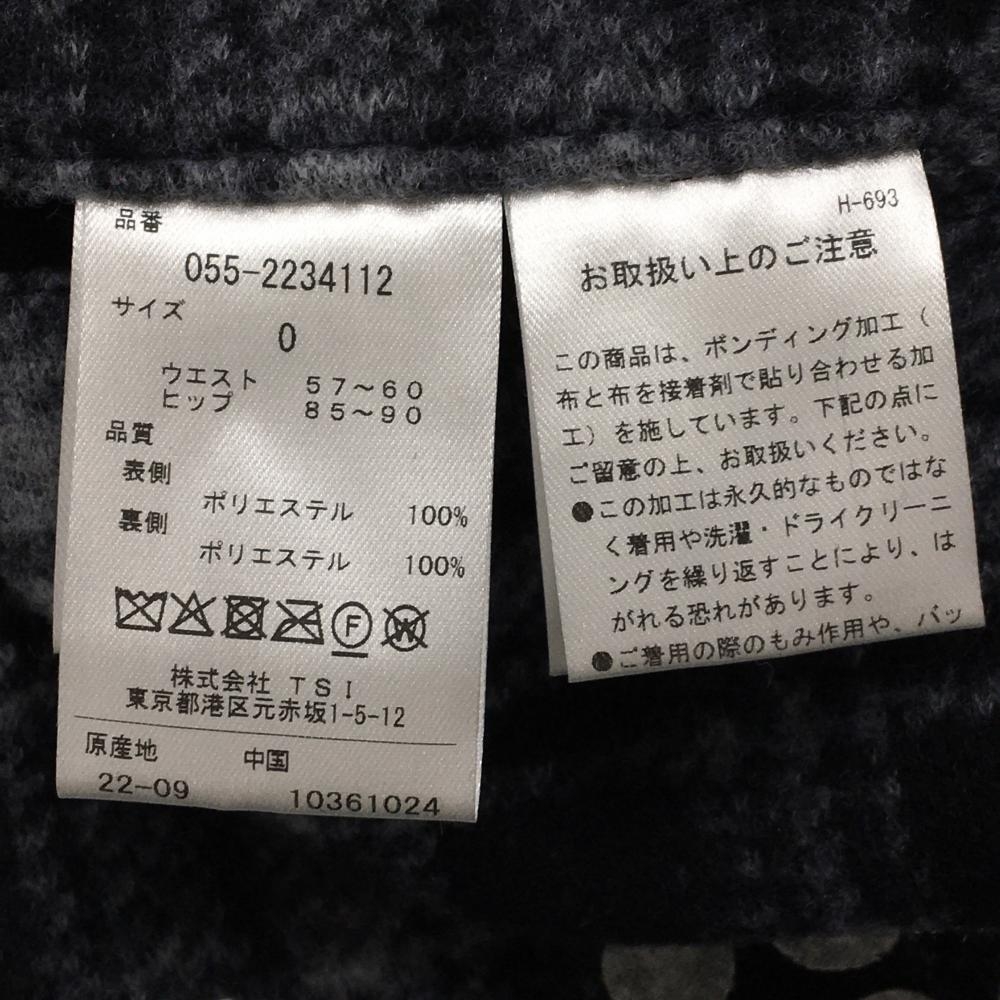 品番
055-2234112
サイズ
0
ウエスト 57～60
ヒップ 85～90
品質
表側
ポリエステル 100%
裏側
ポリエステル 100%
F
W
株式会社 TSI
東京都港区元赤坂1-5-12
原産地 中国
22-09 10361024
H-693
お取扱い上のご注意
この商品は、ボンディング加工（
布と布を接着剤で貼り合わせる加
工）を施しています。下記の点に
ご留意の上、お取扱いください。
●この加工は永久的なものではな
く着用や洗濯・ドライクリーニ
ングを繰り返すことにより、は
がれる恐れがあります。
●ご着用の際のもみ作用や、バッ